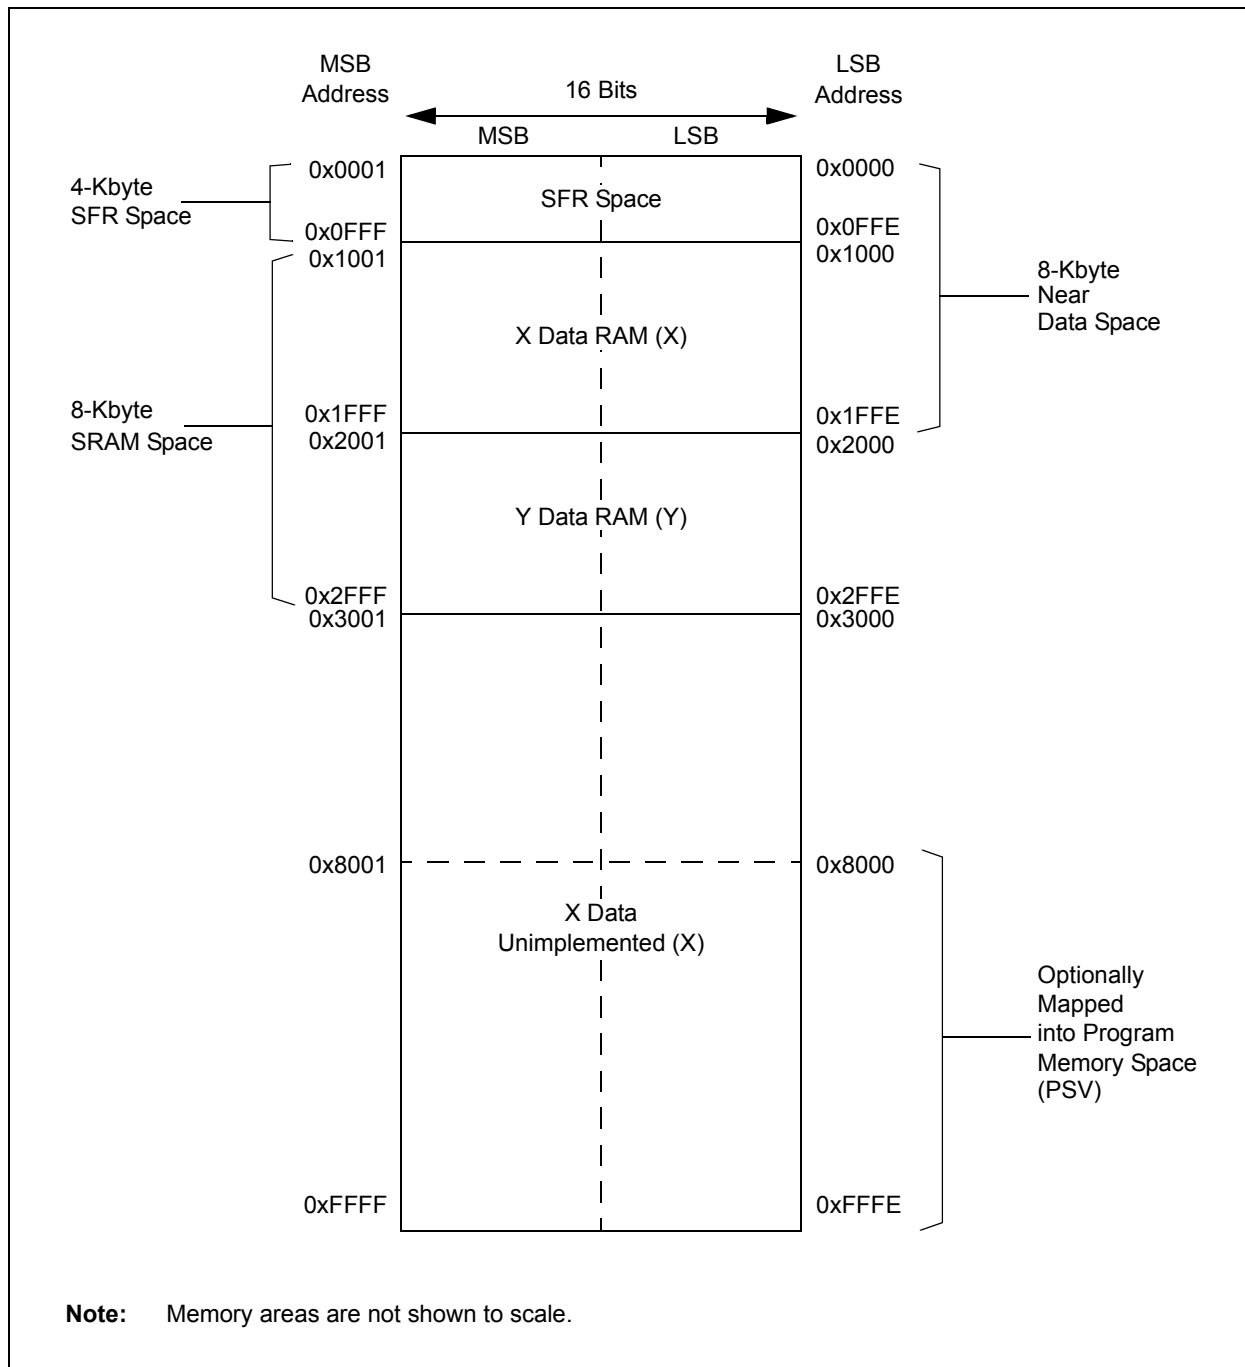 MSB
Address
16 Bits
LSB
Address
MSB
LSB
0x0001
0x0000
4-Kbyte
SFR Space
SFR Space
0x0FFF
0x0FFE
0x1001
0x1000
8-Kbyte
Near
Data Space
X Data RAM (X)
8-Kbyte
SRAM Space
0x1FFF
0x1FFE
0x2001
0x2000
Y Data RAM (Y)
0x2FFF
0x2FFE
0x3001
0x3000
0x8001
0x8000
X Data
Unimplemented (X)
Optionally
Mapped
into Program
Memory Space
(PSV)
0xFFFF
0xFFFE
Note: Memory areas are not shown to scale.